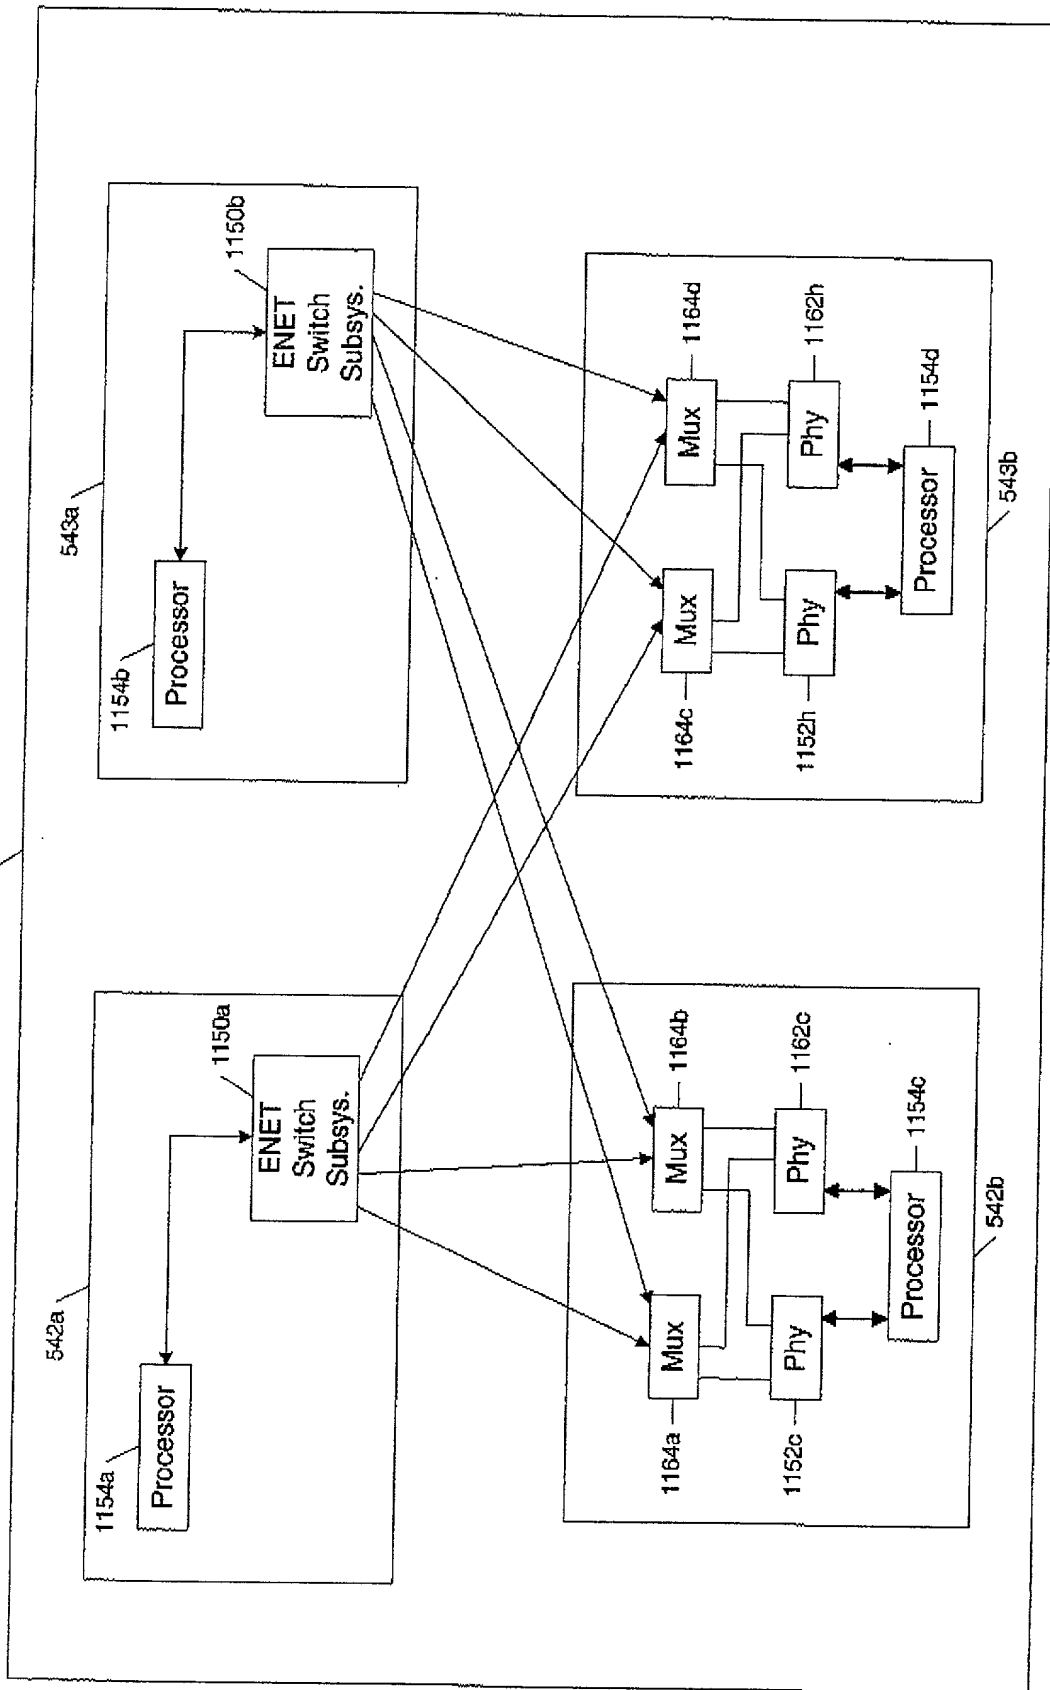 542a
1154a
Processor
1150a
ENET
Switch
Subsys.
543a
1154b
Processor
1150b
ENET
Switch
Subsys.
1164a
Mux
Mux
1164b
1152c
Phy
Phy
1162c
Processor
1154c
542b
1164c
Mux
Mux
1164d
1152h
Phy
Phy
1162h
Processor
1154d
543b